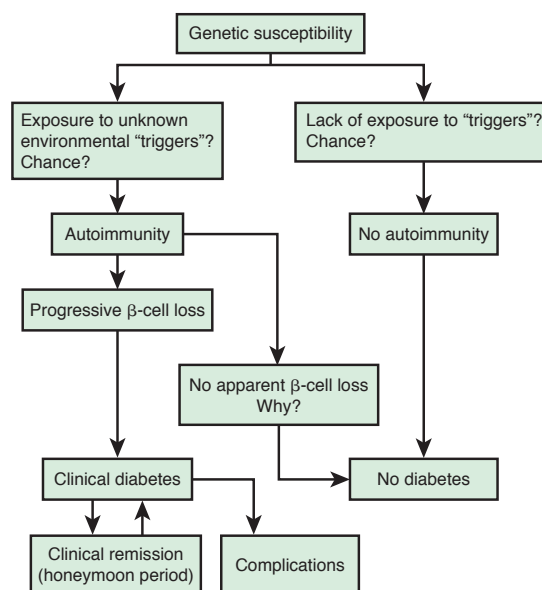 Genetic susceptibility
Exposure to unknown
environmental “triggers”?
Chance?
Lack of exposure to “triggers”?
Chance?
Autoimmunity
No autoimmunity
Progressive β-cell loss
No apparent β-cell loss
Why?
Clinical diabetes
No diabetes
Clinical remission
(honeymoon period)
Complications